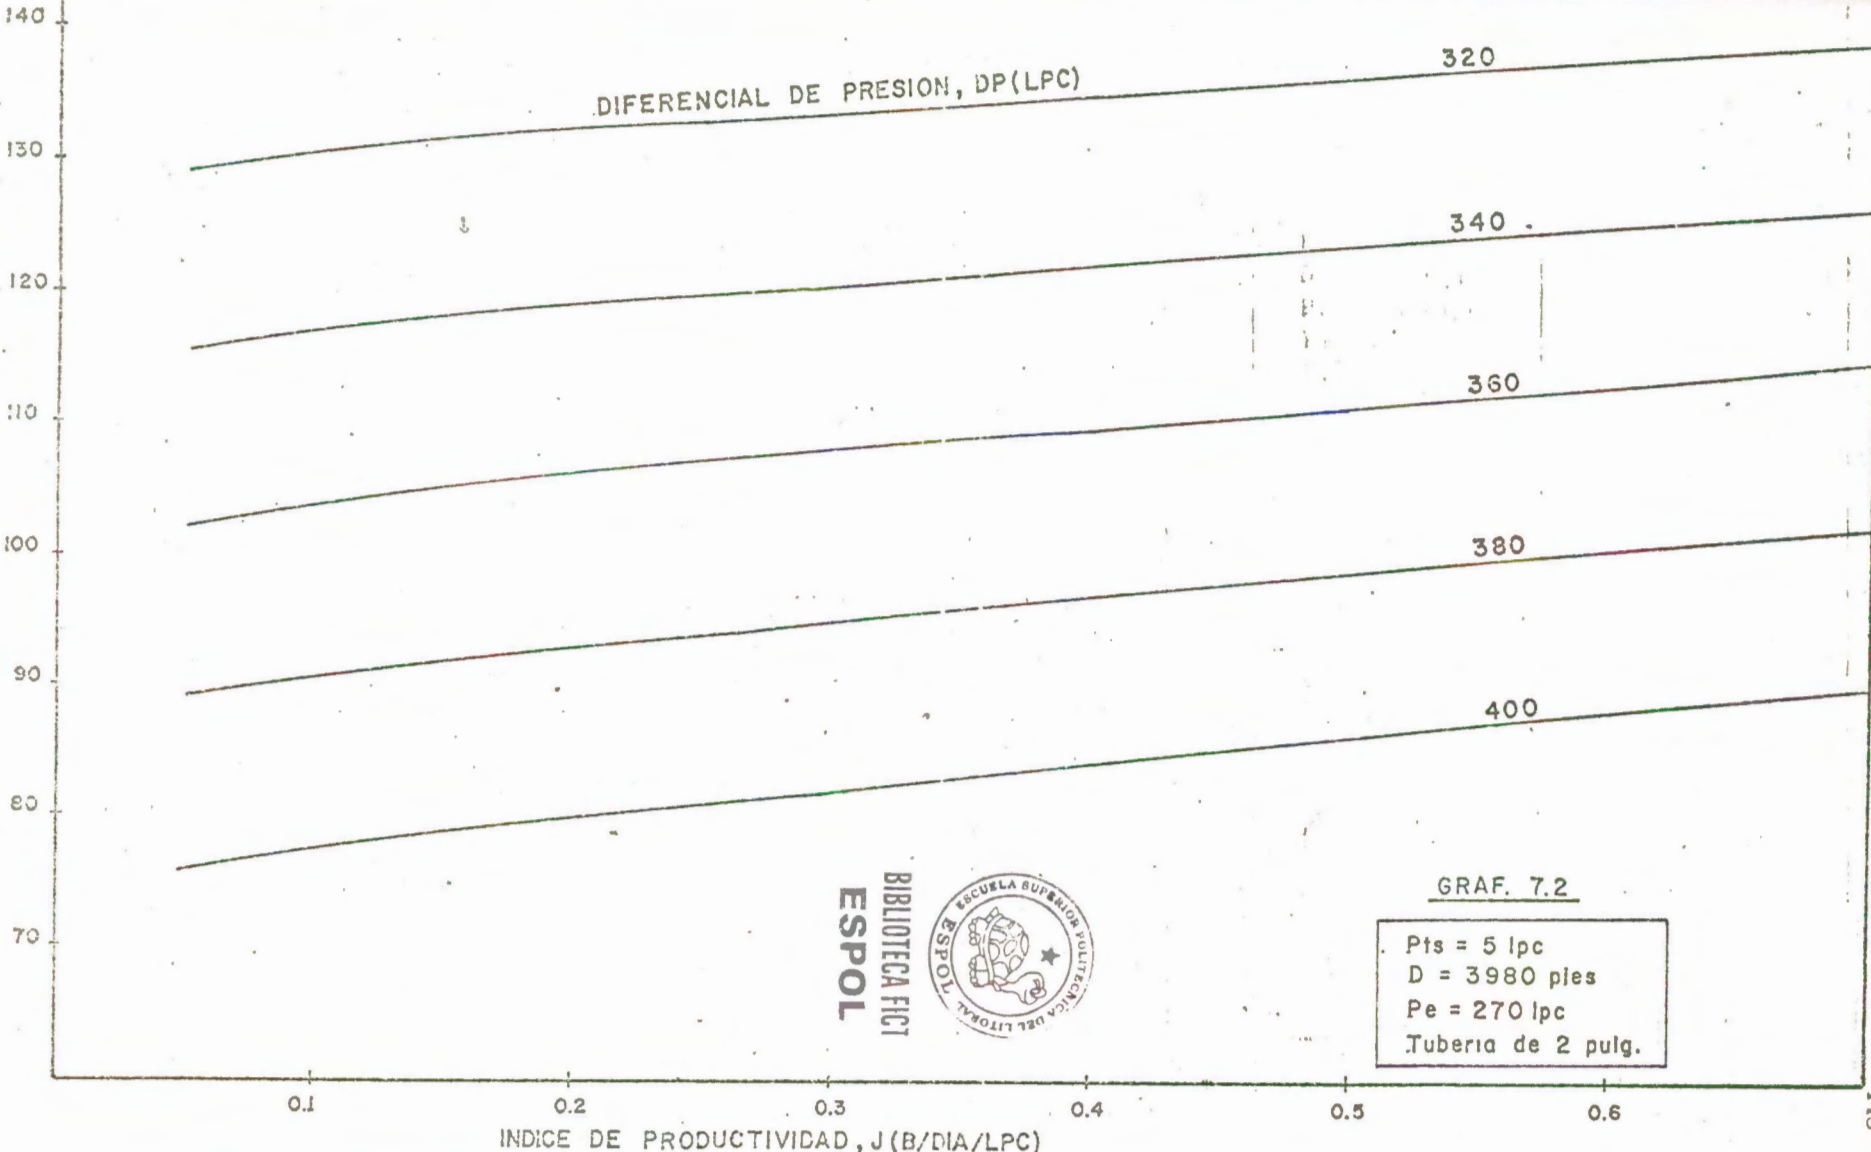 140
DIFERENCIAL DE PRESION, DP(LPC)
320
130
340
120
360
110
380
100
400
90
80
70
GRAF. 7.2
Pts = 5 lpc
D = 3980 pies
Pe = 270 lpc
Tuberia de 2 pulg.
BIBLIOTECA FICT
ESPOL
ESCUELA SUPERIOR POLITECNICA DEL LITORAL
ESPOL
0.1
0.2
0.3
0.4
0.5
0.6
INDICE DE PRODUCTIVIDAD, J (B/DIA/LPC)